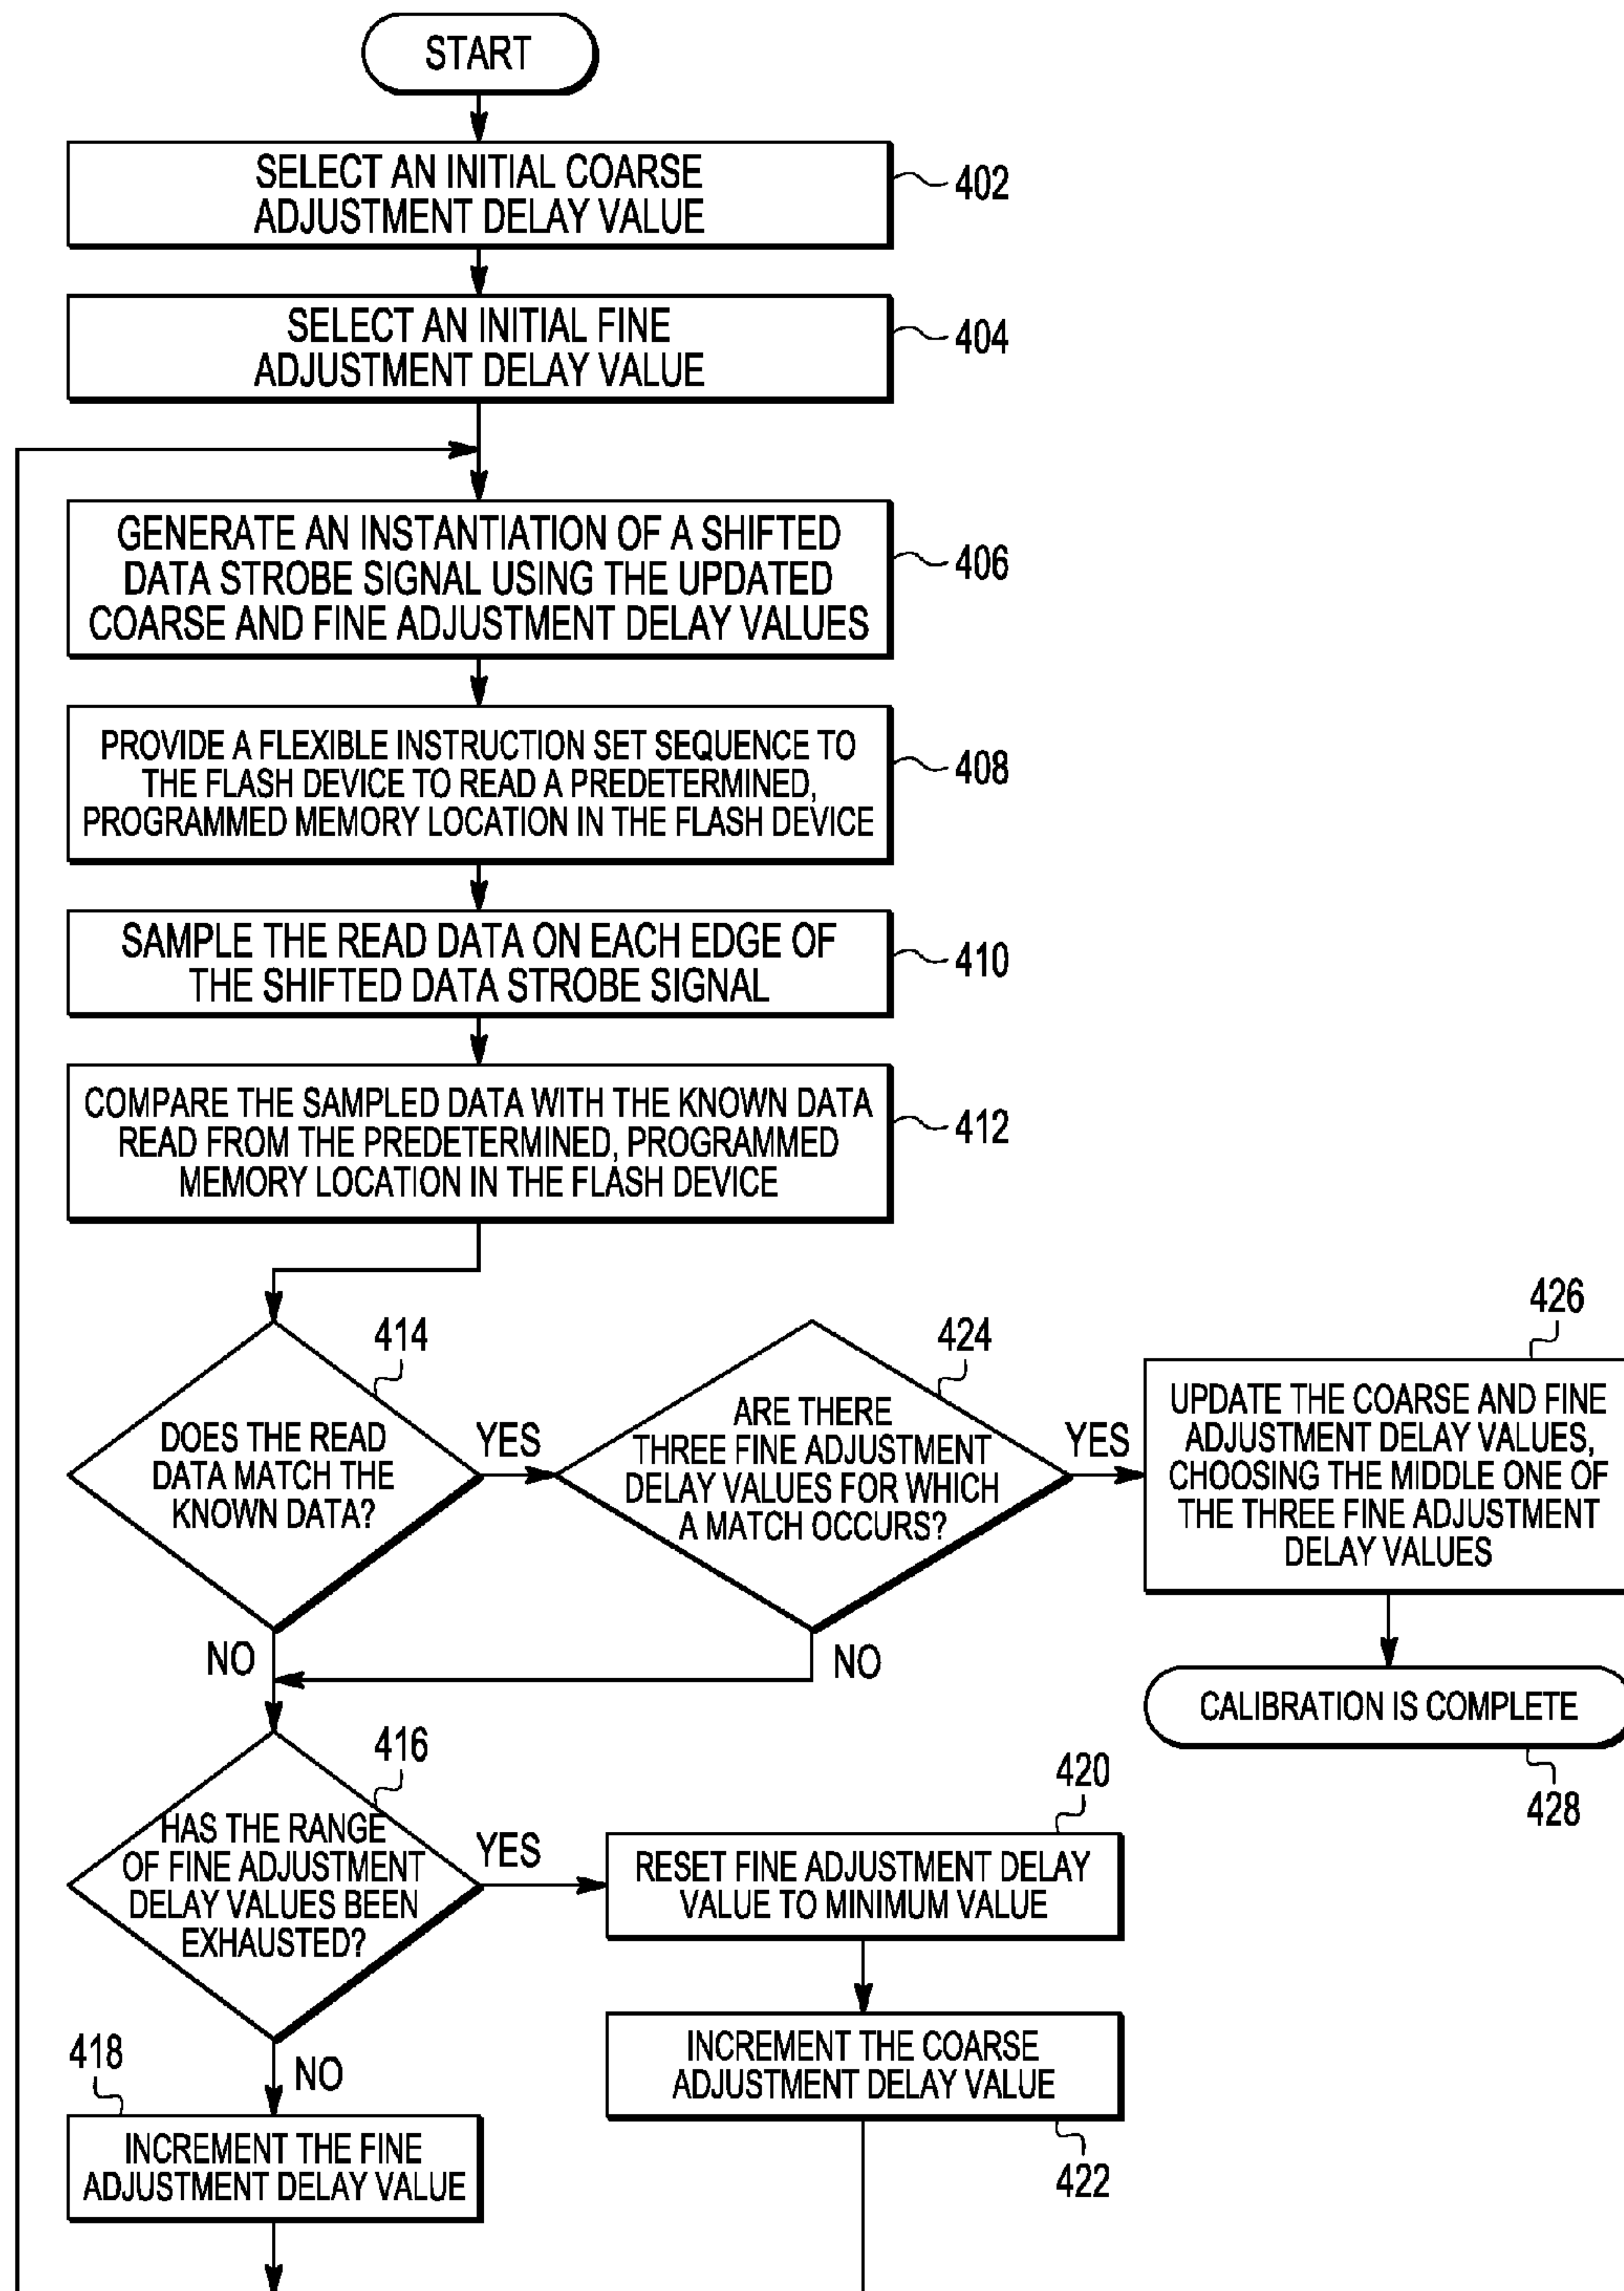 START
SELECT AN INITIAL COARSE
ADJUSTMENT DELAY VALUE
402
SELECT AN INITIAL FINE
ADJUSTMENT DELAY VALUE
404
GENERATE AN INSTANTIATION OF A SHIFTED
DATA STROBE SIGNAL USING THE UPDATED
COARSE AND FINE ADJUSTMENT DELAY VALUES
406
PROVIDE A FLEXIBLE INSTRUCTION SET SEQUENCE TO
THE FLASH DEVICE TO READ A PREDETERMINED,
PROGRAMMED MEMORY LOCATION IN THE FLASH DEVICE
408
SAMPLE THE READ DATA ON EACH EDGE OF
THE SHIFTED DATA STROBE SIGNAL
410
COMPARE THE SAMPLED DATA WITH THE KNOWN DATA
READ FROM THE PREDETERMINED, PROGRAMMED
MEMORY LOCATION IN THE FLASH DEVICE
412
414
DOES THE READ
DATA MATCH THE
KNOWN DATA?
YES
NO
424
ARE THERE
THREE FINE ADJUSTMENT
DELAY VALUES FOR WHICH
A MATCH OCCURS?
YES
NO
426
UPDATE THE COARSE AND FINE
ADJUSTMENT DELAY VALUES,
CHOOSING THE MIDDLE ONE OF
THE THREE FINE ADJUSTMENT
DELAY VALUES
CALIBRATION IS COMPLETE
428
416
HAS THE RANGE
OF FINE ADJUSTMENT
DELAY VALUES BEEN
EXHAUSTED?
YES
NO
420
RESET FINE ADJUSTMENT DELAY
VALUE TO MINIMUM VALUE
INCREMENT THE COARSE
ADJUSTMENT DELAY VALUE
422
418
INCREMENT THE FINE
ADJUSTMENT DELAY VALUE